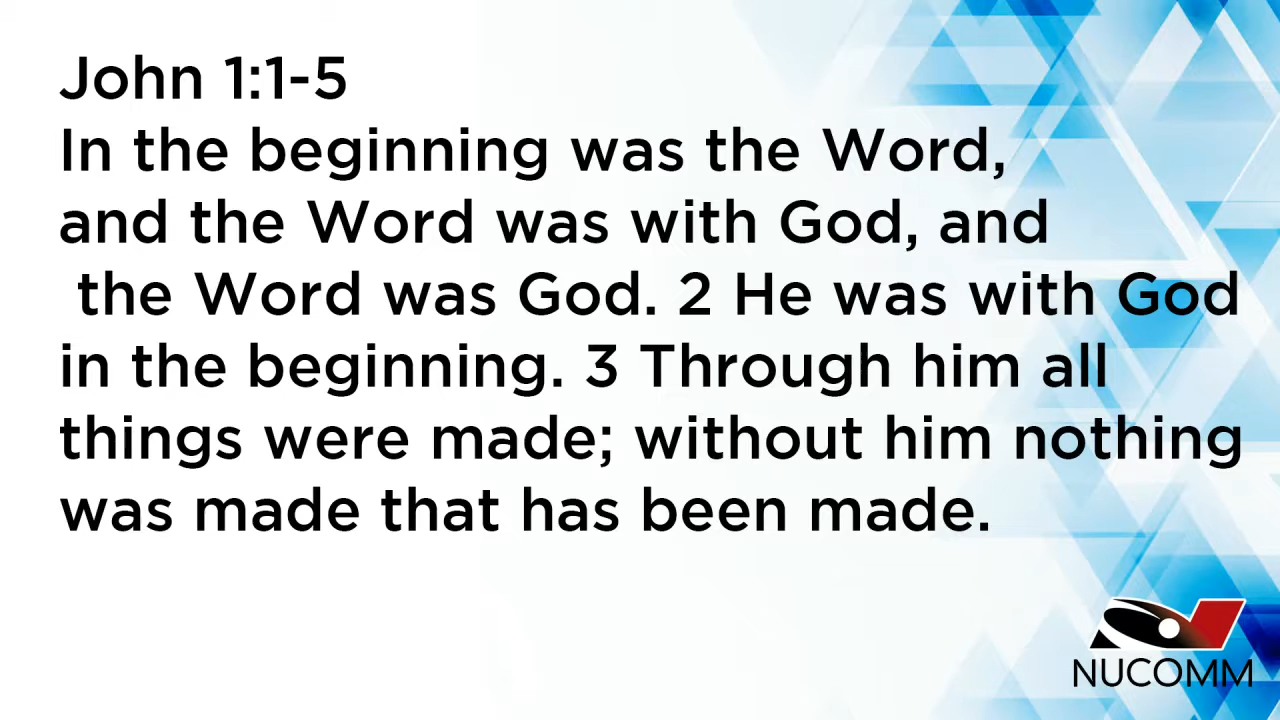 John 1:1-5
In the beginning was the Word,
and the Word was with God, and
the Word was God. 2 He was with God
in the beginning. 3 Through him all
things were made; without him nothing
was made that has been made.
NUCOMM